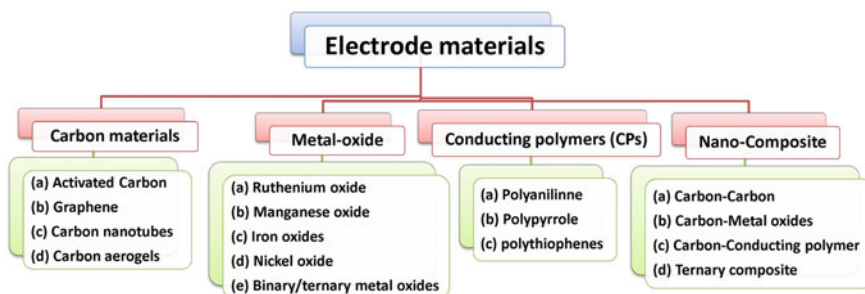 Electrode materials
Carbon materials
(a) Activated Carbon
(b) Graphene
(c) Carbon nanotubes
(d) Carbon aerogels
Metal-oxide
(a) Ruthenium oxide
(b) Manganese oxide
(c) Iron oxides
(d) Nickel oxide
(e) Binary/ternary metal oxides
Conducting polymers (CPs)
(a) Polyanilinne
(b) Polypyrrole
(c) polythiophenes
Nano-Composite
(a) Carbon-Carbon
(b) Carbon-Metal oxides
(c) Carbon-Conducting polymer
(d) Ternary composite